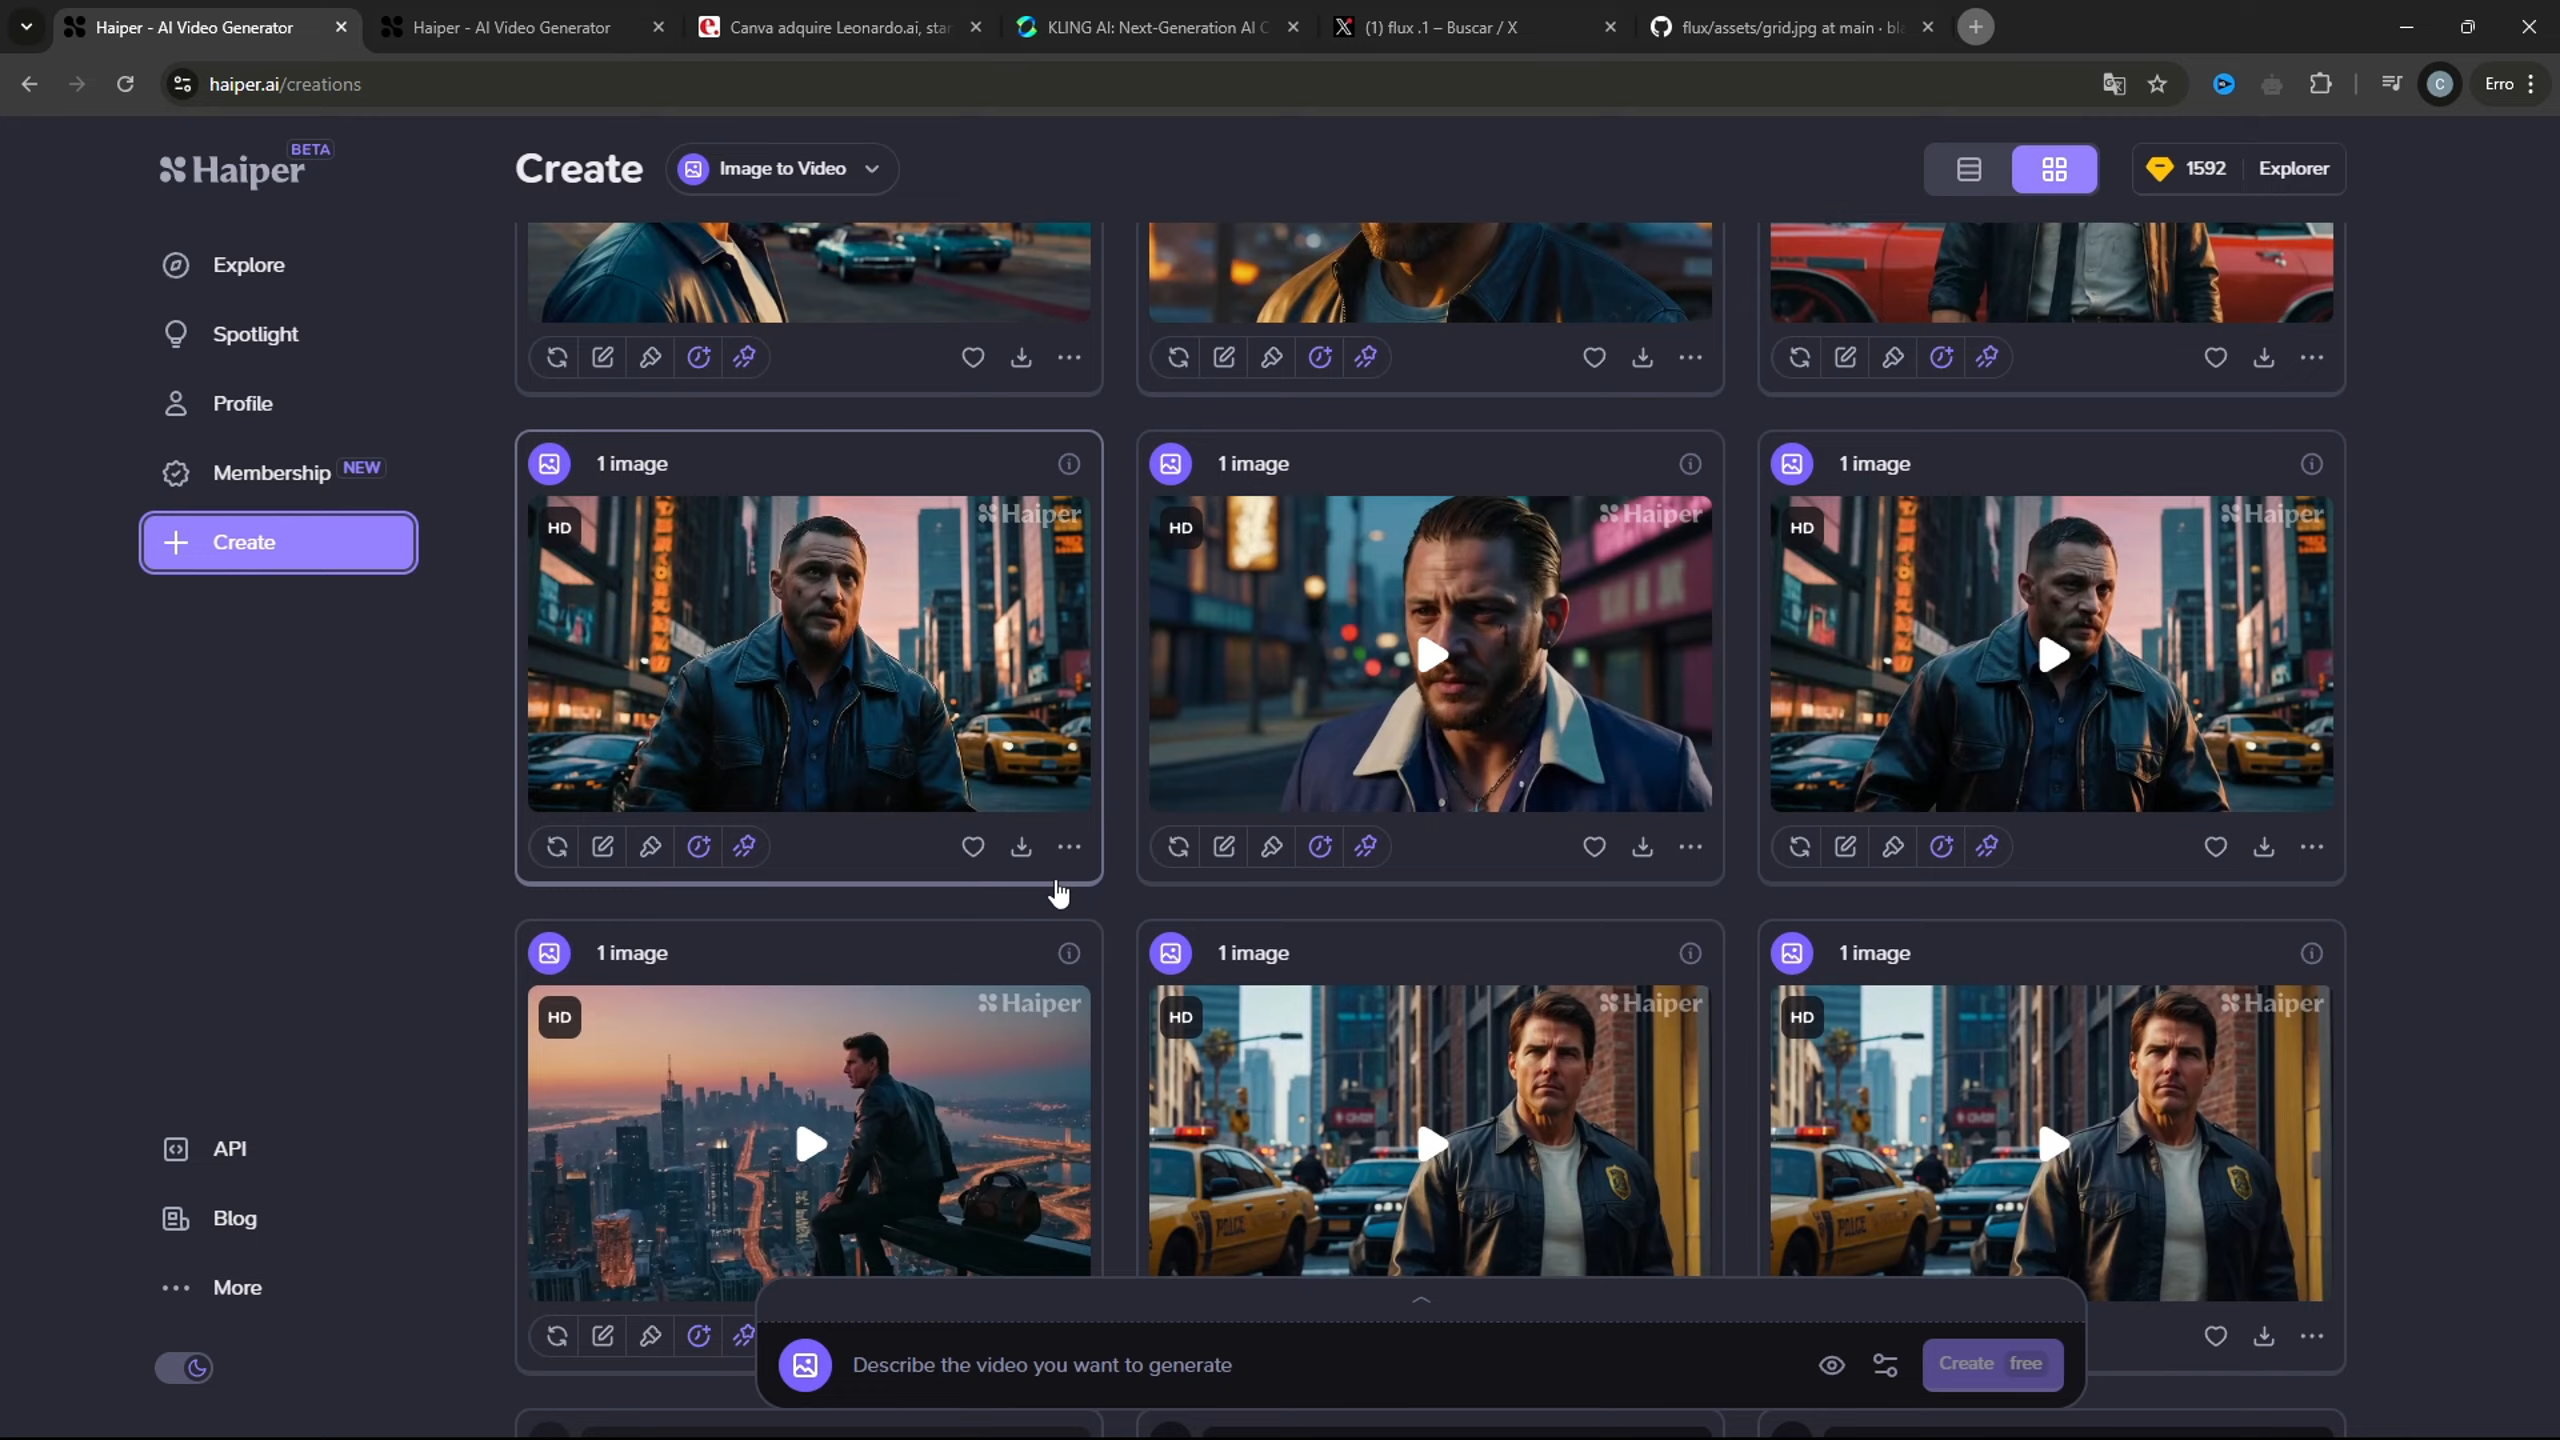 Haiper - AI Video Generator
Haiper - AI Video Generator
Canva adquire Leonardo.ai, star
KLING AI: Next-Generation AI C
(1) flux .1 – Buscar / X
flux/assets/grid.jpg at main · bla
haiper.ai/creations
C
Erro
Haiper
BETA
Create
Image to Video
1592
Explorer
Explore
Spotlight
Profile
Membership NEW
Create
API
Blog
More
1 image
1 image
1 image
HD
Haiper
HD
Haiper
HD
Haiper
1 image
1 image
1 image
HD
Haiper
HD
Haiper
HD
Haiper
POLICE
POLICE
Describe the video you want to generate
Create free